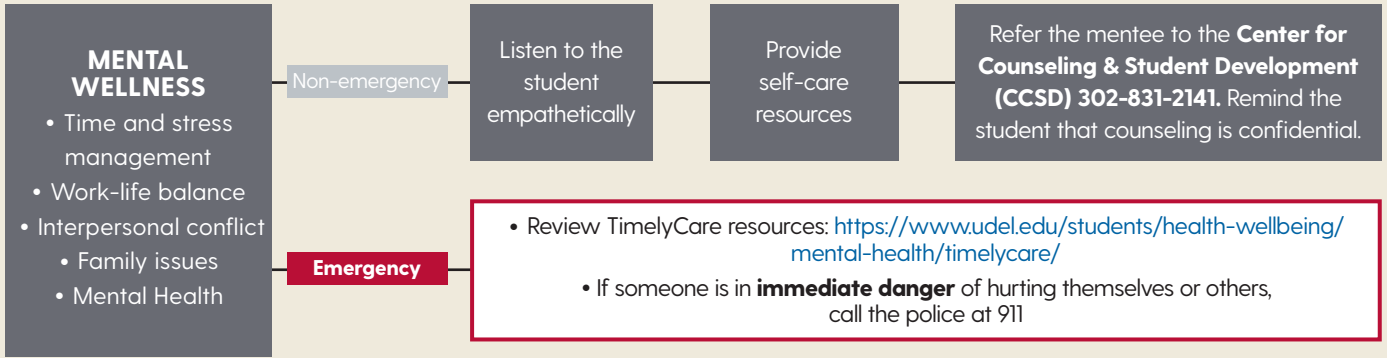 MENTAL
WELLNESS
• Time and stress
management
• Work-life balance
• Interpersonal conflict
• Family issues
• Mental Health
Non-emergency
Listen to the
student
empathetically
Provide
self-care
resources
Refer the mentee to the Center for
Counseling & Student Development
(CCSD) 302-831-2141. Remind the
student that counseling is confidential.
Emergency
• Review TimelyCare resources: https://www.udel.edu/students/health-wellbeing/
mental-health/timelycare/
• If someone is in immediate danger of hurting themselves or others,
call the police at 911